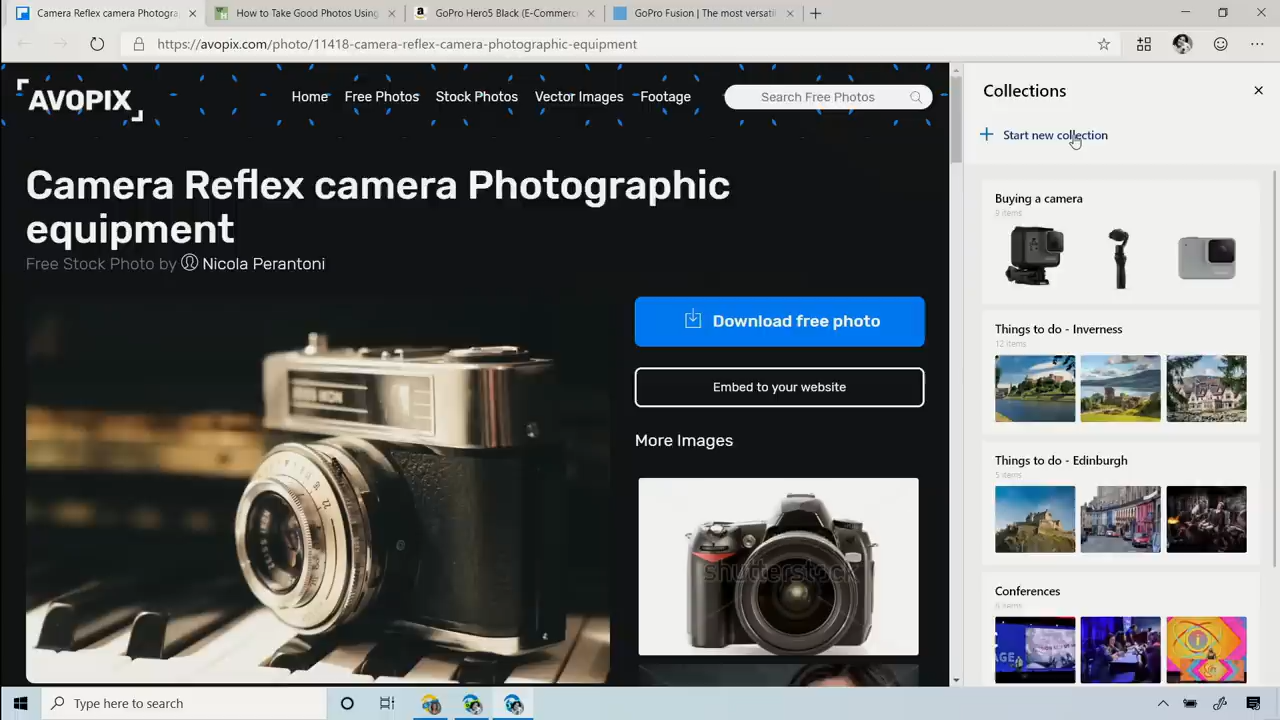 Camera Reflex camera Photogra
How to Take Good Photos Using
GoPro Hero5 Black (E-Commerce
GoPro Fusion | The most versati
https://avopix.com/photo/11418-camera-reflex-camera-photographic-equipment
AVOPIX
Home
Free Photos
Stock Photos
Vector Images
Footage
Search Free Photos
Camera Reflex camera Photographic
equipment
Free Stock Photo by Nicola Perantoni
Download free photo
Embed to your website
More Images
shutterstock
Collections
Start new collection
Buying a camera
9 items
Things to do - Inverness
12 items
Things to do - Edinburgh
5 items
Conferences
6 items
Type here to search